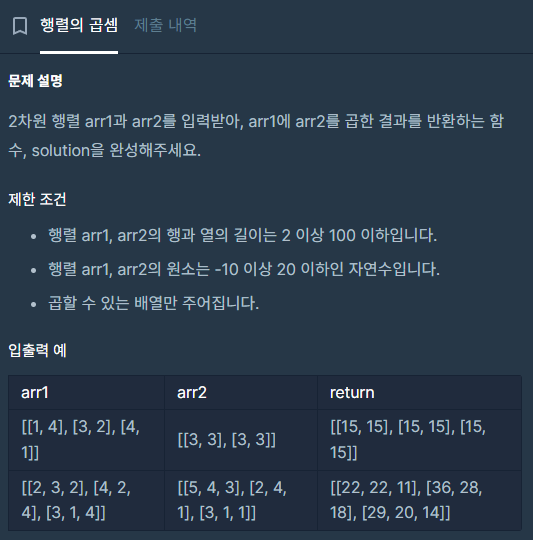 행렬의 곱셈 제출 내역
문제 설명
2차원 행렬 arr1과 arr2를 입력받아, arr1에 arr2를 곱한 결과를 반환하는 함
수, solution을 완성해주세요.
제한 조건
• 행렬 arr1, arr2의 행과 열의 길이는 2 이상 100 이하입니다.
• 행렬 arr1, arr2의 원소는 -10 이상 20 이하인 자연수입니다.
• 곱할 수 있는 배열만 주어집니다.
입출력 예
arr1 arr2 return
[[1, 4], [3, 2], [4, [[3, 3], [3, 3]] [[15, 15], [15, 15], [15,
1]] 15]]
[[2, 3, 2], [4, 2, [[5, 4, 3], [2, 4, [[22, 22, 11], [36, 28,
4], [3, 1, 4]] 1], [3, 1, 1]] 18], [29, 20, 14]]